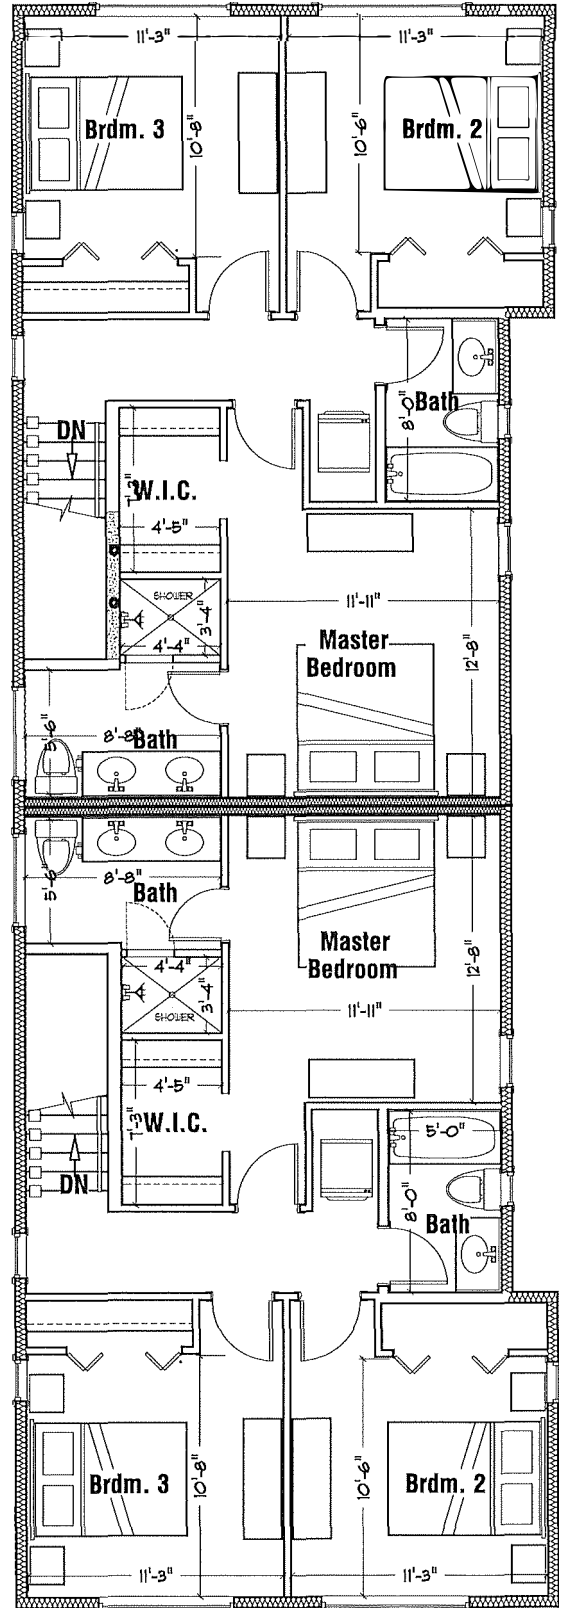 11'-3" 11'-3"
Brdm. 3 Brdm. 2
10'-8" 10'-6"
DN
Bath
8'-0"
W.I.C.
4'-5"
SHOWER
3'-4"
4'-4"
11'-11"
12'-8"
Master
Bedroom
8'-8"
Bath
5'-6"
5'-6"
8'-8"
Bath
Master
Bedroom
12'-8"
4'-4"
3'-4"
SHOWER
11'-11"
4'-5"
7'-3"
W.I.C.
5'-0"
DN
8'-0"
Bath
Brdm. 3 Brdm. 2
10'-8" 10'-6"
11'-3" 11'-3"